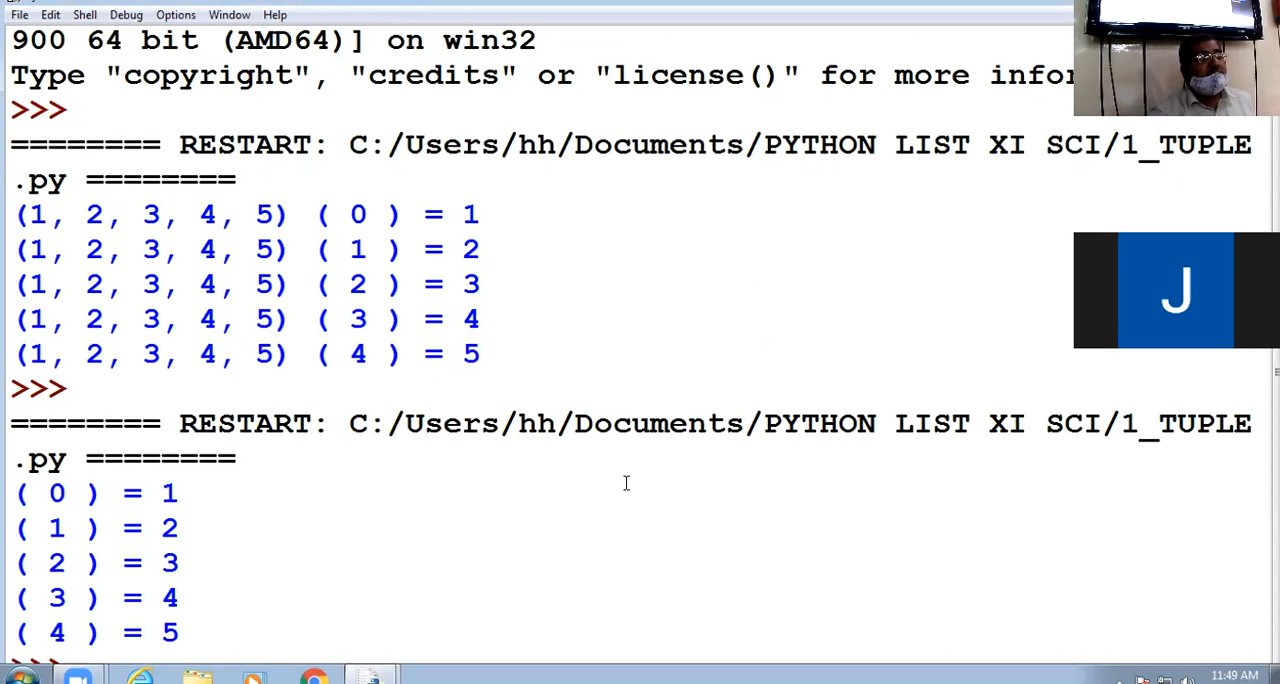 File Edit Shell Debug Options Window Help
900 64 bit (AMD64)] on win32
Type "copyright", "credits" or "license()" for more infor
>>>
======== RESTART: C:/Users/hh/Documents/PYTHON LIST XI SCI/1_TUPLE
.py ========
(1, 2, 3, 4, 5) ( 0 ) = 1
(1, 2, 3, 4, 5) ( 1 ) = 2
(1, 2, 3, 4, 5) ( 2 ) = 3
(1, 2, 3, 4, 5) ( 3 ) = 4
(1, 2, 3, 4, 5) ( 4 ) = 5
>>>
======== RESTART: C:/Users/hh/Documents/PYTHON LIST XI SCI/1_TUPLE
.py ========
( 0 ) = 1
( 1 ) = 2
( 2 ) = 3
( 3 ) = 4
( 4 ) = 5
>>>
J
11:49 AM